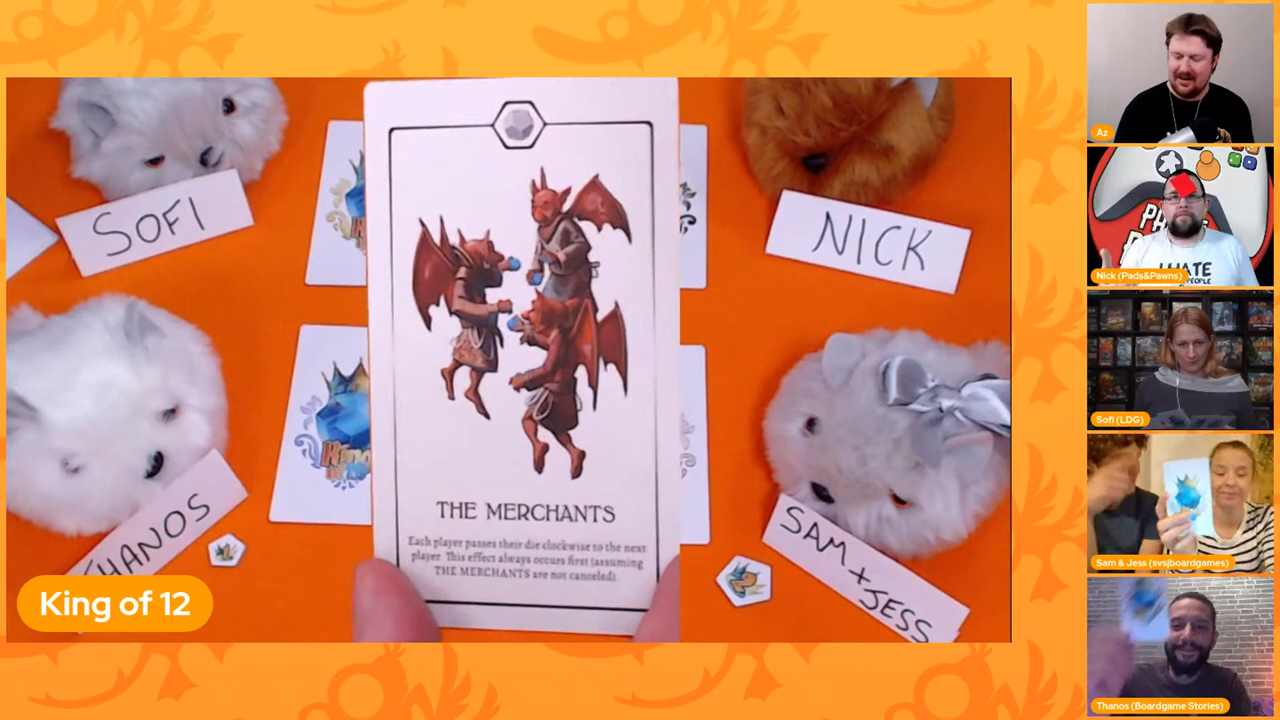 SOFI
NICK
THE MERCHANTS
Each player passes their die clockwise to the next
player. This effect always occurs first (assuming
THE MERCHANTS are not canceled).
THANOS
SAM + JESS
King of 12
Az
Nick (Pads&Pawns)
I HATE
PEOPLE
Sofi (LDG)
Sam & Jess (svsboardgames)
Thanos (Boardgame Stories)